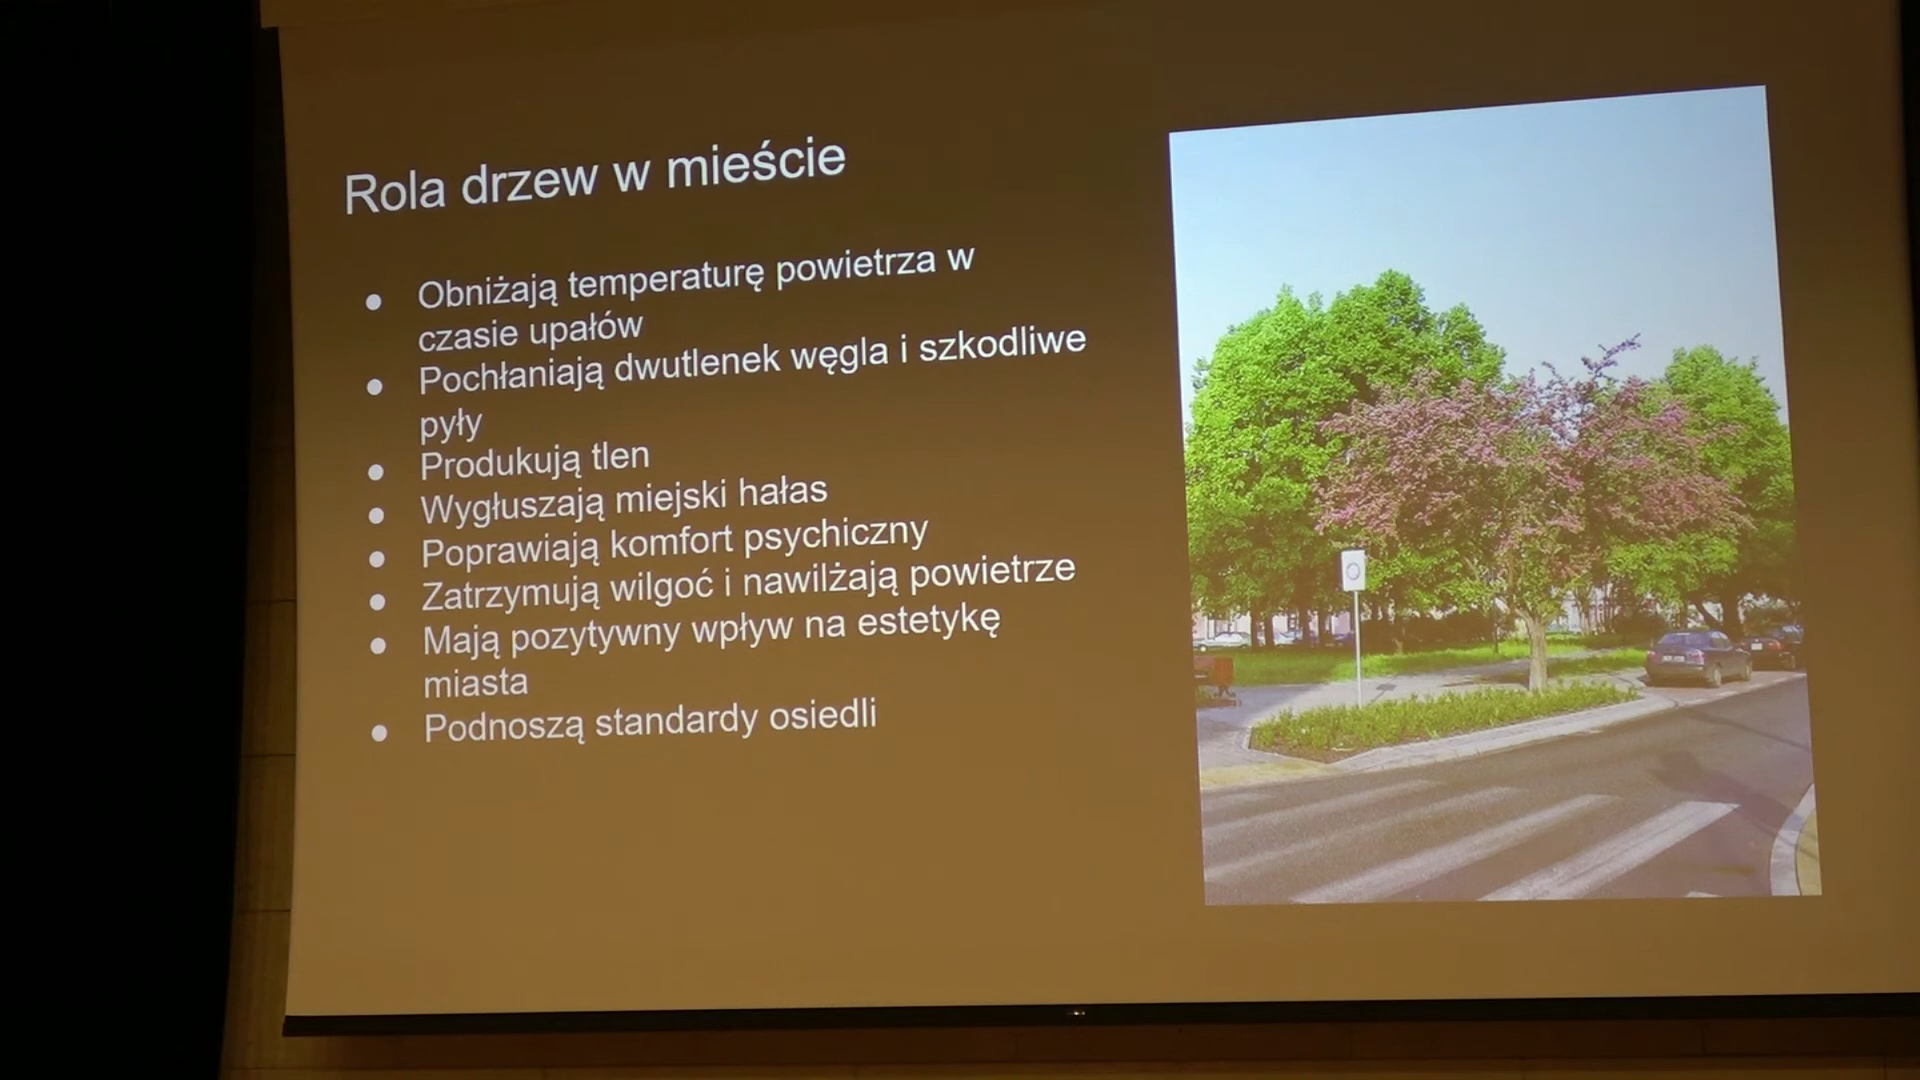 Rola drzew w mieście
● Obniżają temperaturę powietrza w
czasie upałów
● Pochłaniają dwutlenek węgla i szkodliwe
pyły
● Produkują tlen
● Wygłuszają miejski hałas
● Poprawiają komfort psychiczny
● Zatrzymują wilgoć i nawilżają powietrze
● Mają pozytywny wpływ na estetykę
miasta
● Podnoszą standardy osiedli